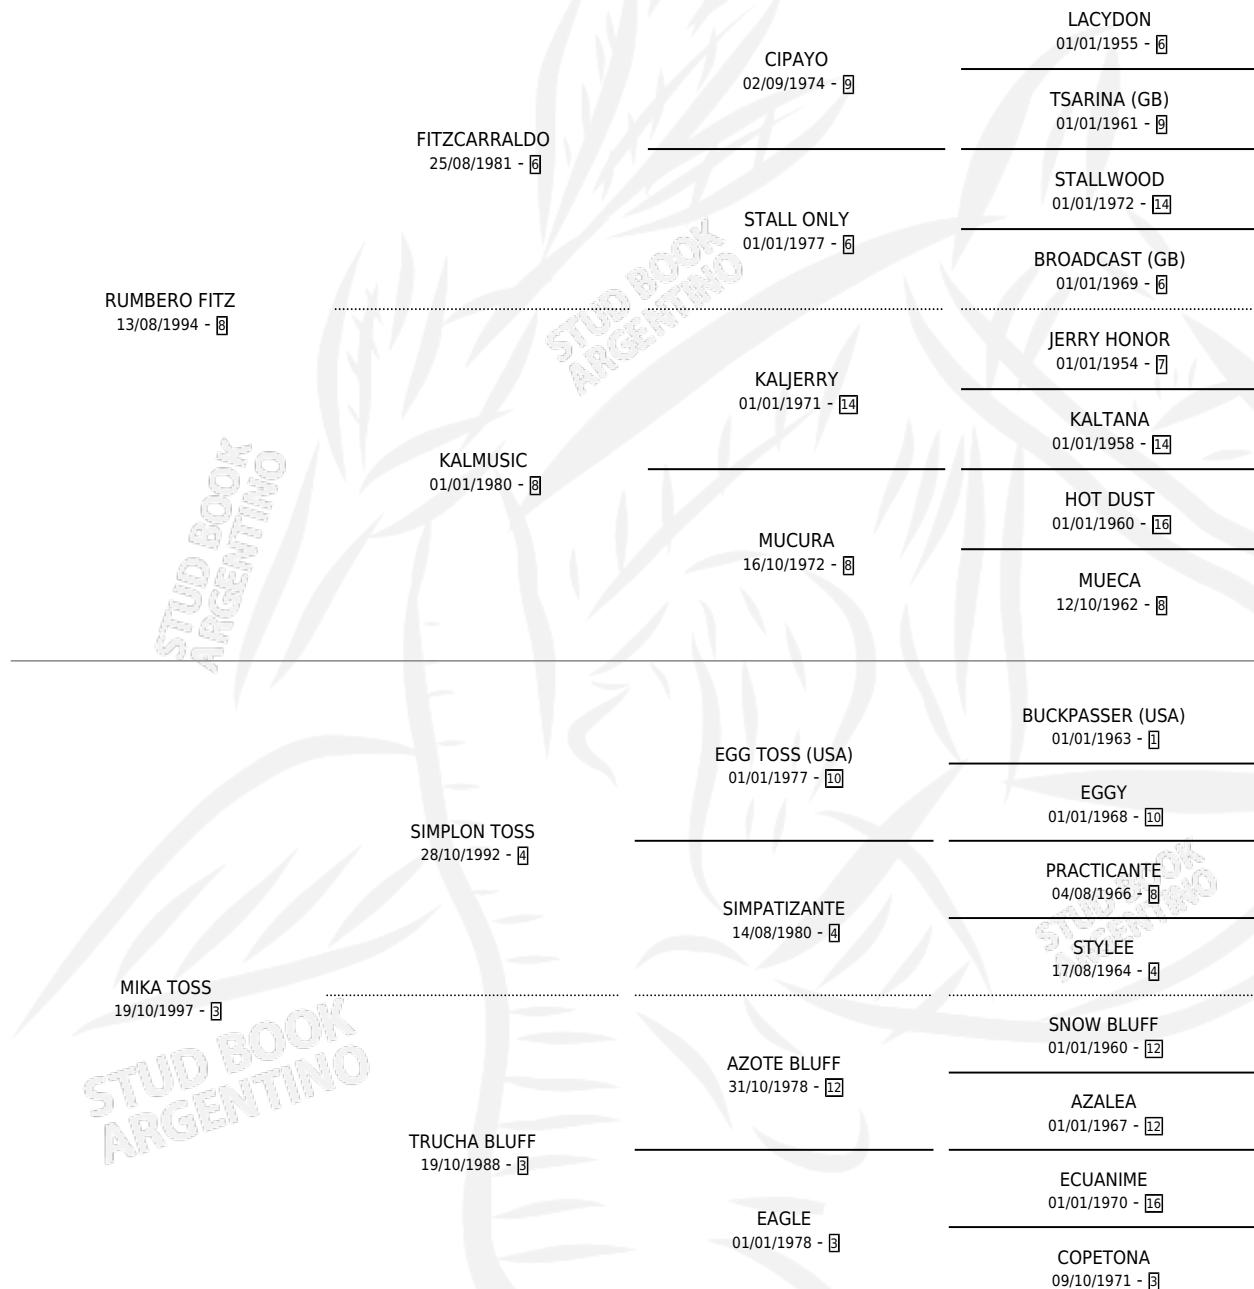 LACYDON
01/01/1955 - 6
CIPAYO
02/09/1974 - 9
TSARINA (GB)
01/01/1961 - 9
FITZCARRALDO
25/08/1981 - 6
STALLWOOD
01/01/1972 - 14
STALL ONLY
01/01/1977 - 6
BROADCAST (GB)
01/01/1969 - 6
RUMBERO FITZ
13/08/1994 - 8
JERRY HONOR
01/01/1954 - 7
KALJERRY
01/01/1971 - 14
KALTANA
01/01/1958 - 14
KALMUSIC
01/01/1980 - 8
HOT DUST
01/01/1960 - 16
MUCURA
16/10/1972 - 8
MUECA
12/10/1962 - 8
BUCKPASSER (USA)
01/01/1963 - 1
EGG TOSS (USA)
01/01/1977 - 10
EGGY
01/01/1968 - 10
SIMPLON TOSS
28/10/1992 - 4
PRACTICANTE
04/08/1966 - 8
SIMPATIZANTE
14/08/1980 - 4
STYLEE
17/08/1964 - 4
MIKA TOSS
19/10/1997 - 3
SNOW BLUFF
01/01/1960 - 12
AZOTE BLUFF
31/10/1978 - 12
AZALEA
01/01/1967 - 12
TRUCHA BLUFF
19/10/1988 - 3
ECUANIME
01/01/1970 - 16
EAGLE
01/01/1978 - 3
COPETONA
09/10/1971 - 3
STUD BOOK
ARGENTINO
STUD BOOK
ARGENTINO
STUD BOOK
ARGENTINO
STUD BOOK
ARGENTINO